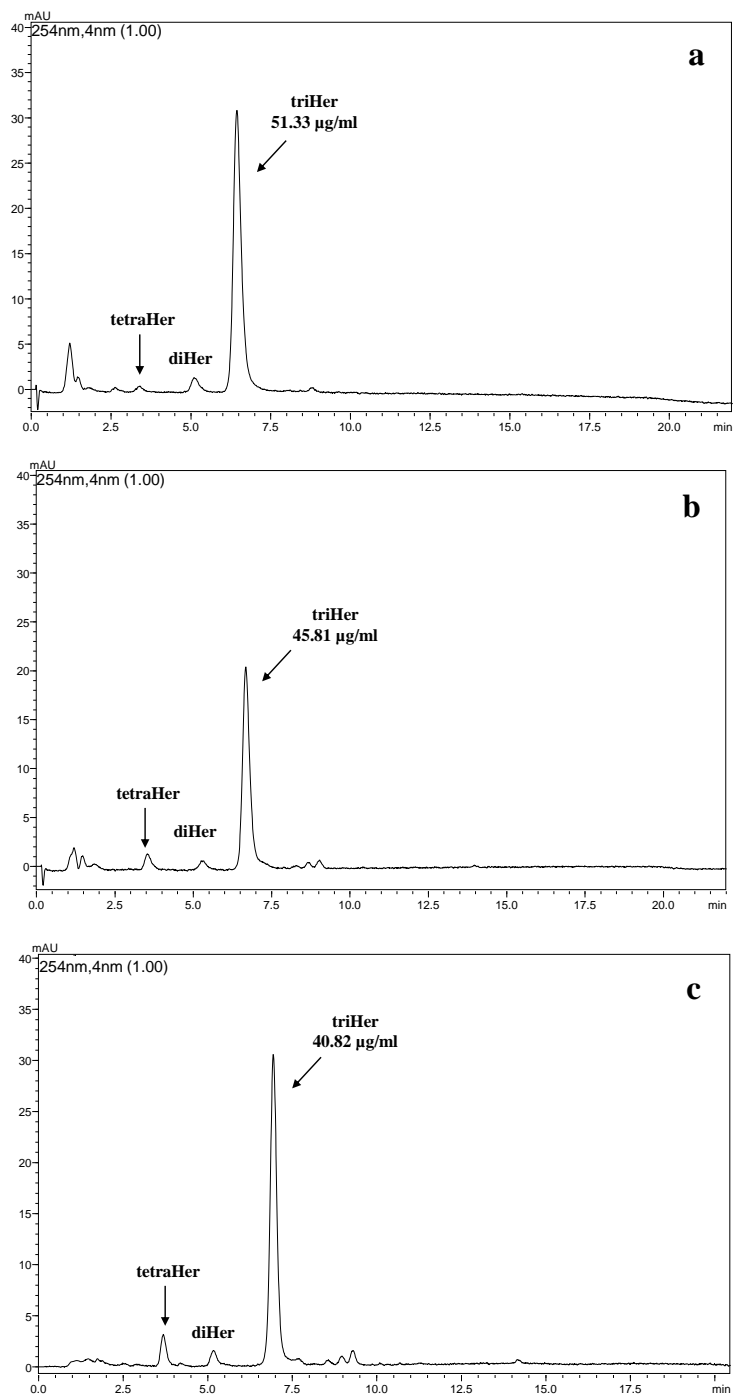 mAU
254nm,4nm (1.00)
a
40
35
30
25
20
15
10
5
0
triHer
51.33 µg/ml
tetraHer
diHer
0.0 2.5 5.0 7.5 10.0 12.5 15.0 17.5 20.0 min
mAU
254nm,4nm (1.00)
b
40
35
30
25
20
15
10
5
0
triHer
45.81 µg/ml
tetraHer
diHer
0.0 2.5 5.0 7.5 10.0 12.5 15.0 17.5 20.0 min
mAU
254nm,4nm (1.00)
c
40
35
30
25
20
15
10
5
0
triHer
40.82 µg/ml
tetraHer
diHer
0.0 2.5 5.0 7.5 10.0 12.5 15.0 17.5 min